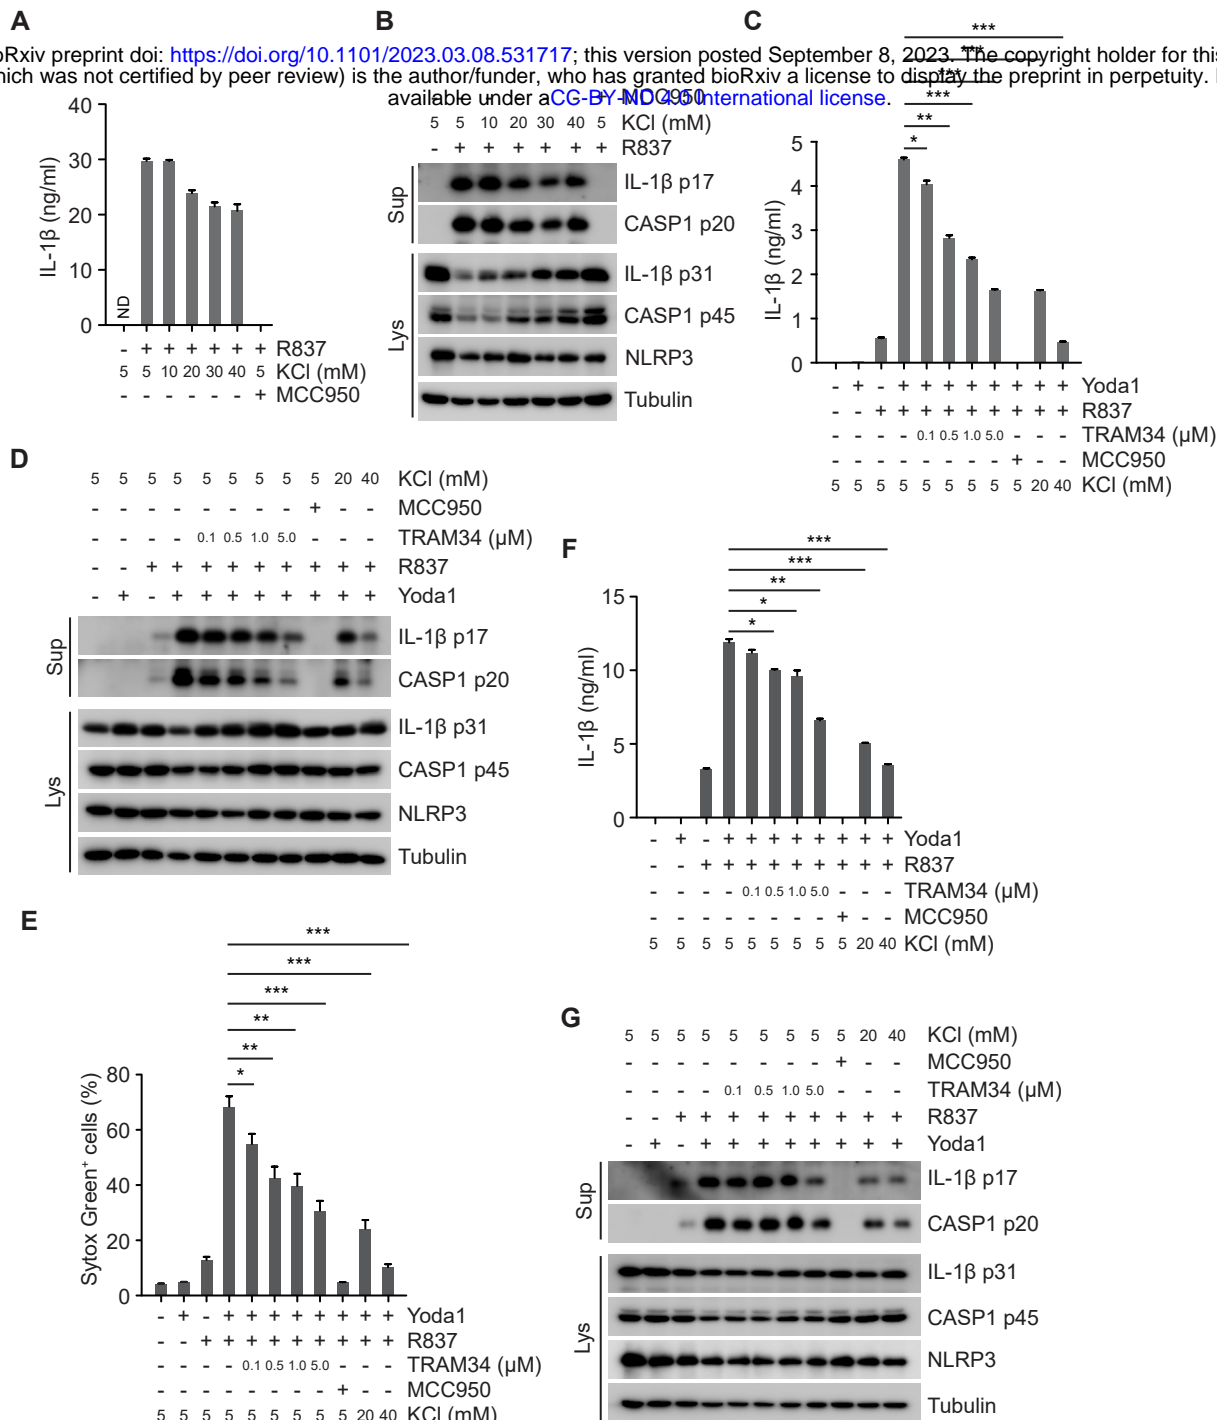 A
B
C
bioRxiv preprint doi: https://doi.org/10.1101/2023.03.08.531717; this version posted September 8, 2023. The copyright holder for this
which was not certified by peer review) is the author/funder, who has granted bioRxiv a license to display the preprint in perpetuity.
available under aCG-BY-ND 4.0 International license.
***
***
***
***
**
*
IL-1β (ng/ml)
40
30
20
10
0
ND
- + + + + + + R837
5 5 10 20 30 40 5 KCl (mM)
- - - - - - + MCC950
MCC950
5 5 10 20 30 40 5 KCl (mM)
- + + + + + + R837
Sup
IL-1β p17
CASP1 p20
Lys
IL-1β p31
CASP1 p45
NLRP3
Tubulin
IL-1β (ng/ml)
5
4
3
2
1
0
- + - + + + + + + + + Yoda1
- - + + + + + + + + + R837
- - - - 0.1 0.5 1.0 5.0 - - - TRAM34 (μM)
- - - - - - - - + - - MCC950
5 5 5 5 5 5 5 5 5 20 40 KCl (mM)
D
5 5 5 5 5 5 5 5 5 20 40 KCl (mM)
- - - - - - - - + - - MCC950
- - - - 0.1 0.5 1.0 5.0 - - - TRAM34 (μM)
- - + + + + + + + + + R837
- + - + + + + + + + + Yoda1
Sup
IL-1β p17
CASP1 p20
Lys
IL-1β p31
CASP1 p45
NLRP3
Tubulin
F
***
***
**
*
*
IL-1β (ng/ml)
15
10
5
0
- + - + + + + + + + + Yoda1
- - + + + + + + + + + R837
- - - - 0.1 0.5 1.0 5.0 - - - TRAM34 (μM)
- - - - - - - - + - - MCC950
5 5 5 5 5 5 5 5 5 20 40 KCl (mM)
E
***
***
***
**
**
*
Sytox Green⁺ cells (%)
80
60
40
20
0
- + - + + + + + + + + Yoda1
- - + + + + + + + + + R837
- - - - 0.1 0.5 1.0 5.0 - - - TRAM34 (μM)
- - - - - - - - + - - MCC950
5 5 5 5 5 5 5 5 5 20 40 KCl (mM)
G
5 5 5 5 5 5 5 5 5 20 40 KCl (mM)
- - - - - - - - + - - MCC950
- - - - 0.1 0.5 1.0 5.0 - - - TRAM34 (μM)
- - + + + + + + + + + R837
- + - + + + + + + + + Yoda1
Sup
IL-1β p17
CASP1 p20
Lys
IL-1β p31
CASP1 p45
NLRP3
Tubulin